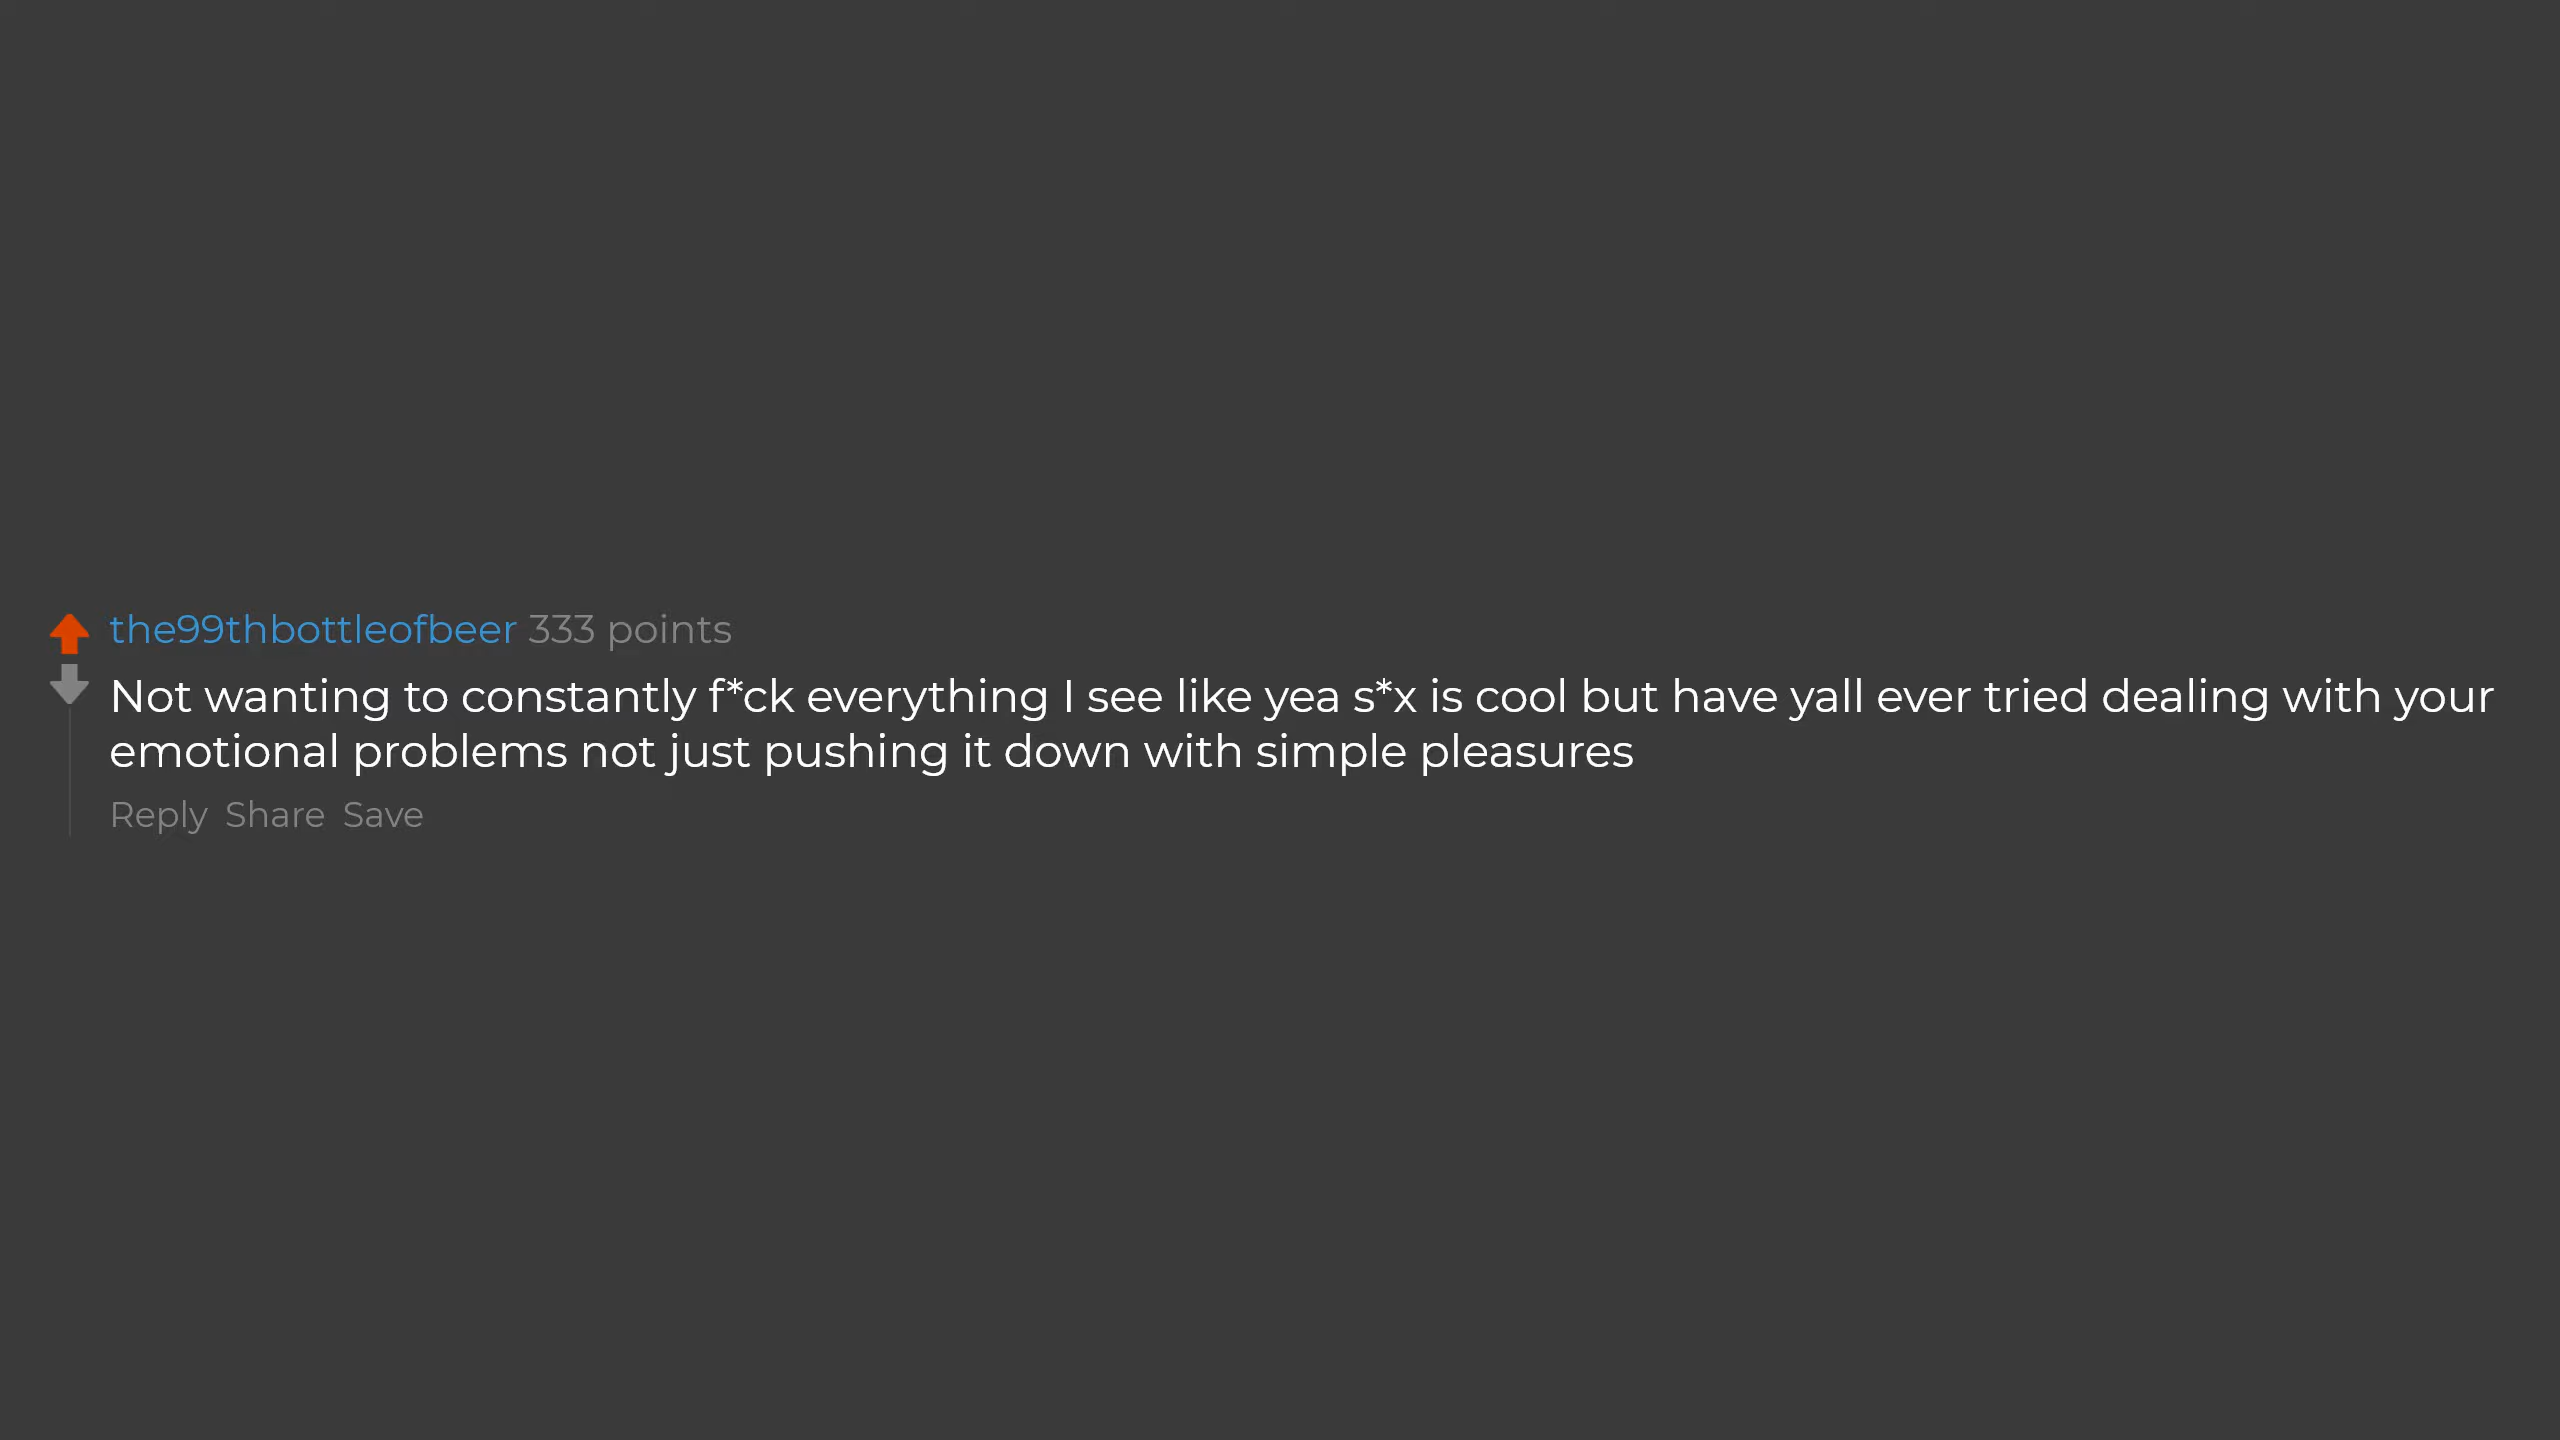 the99thbottleofbeer 333 points
Not wanting to constantly f*ck everything I see like yea s*x is cool but have yall ever tried dealing with your
emotional problems not just pushing it down with simple pleasures
Reply Share Save